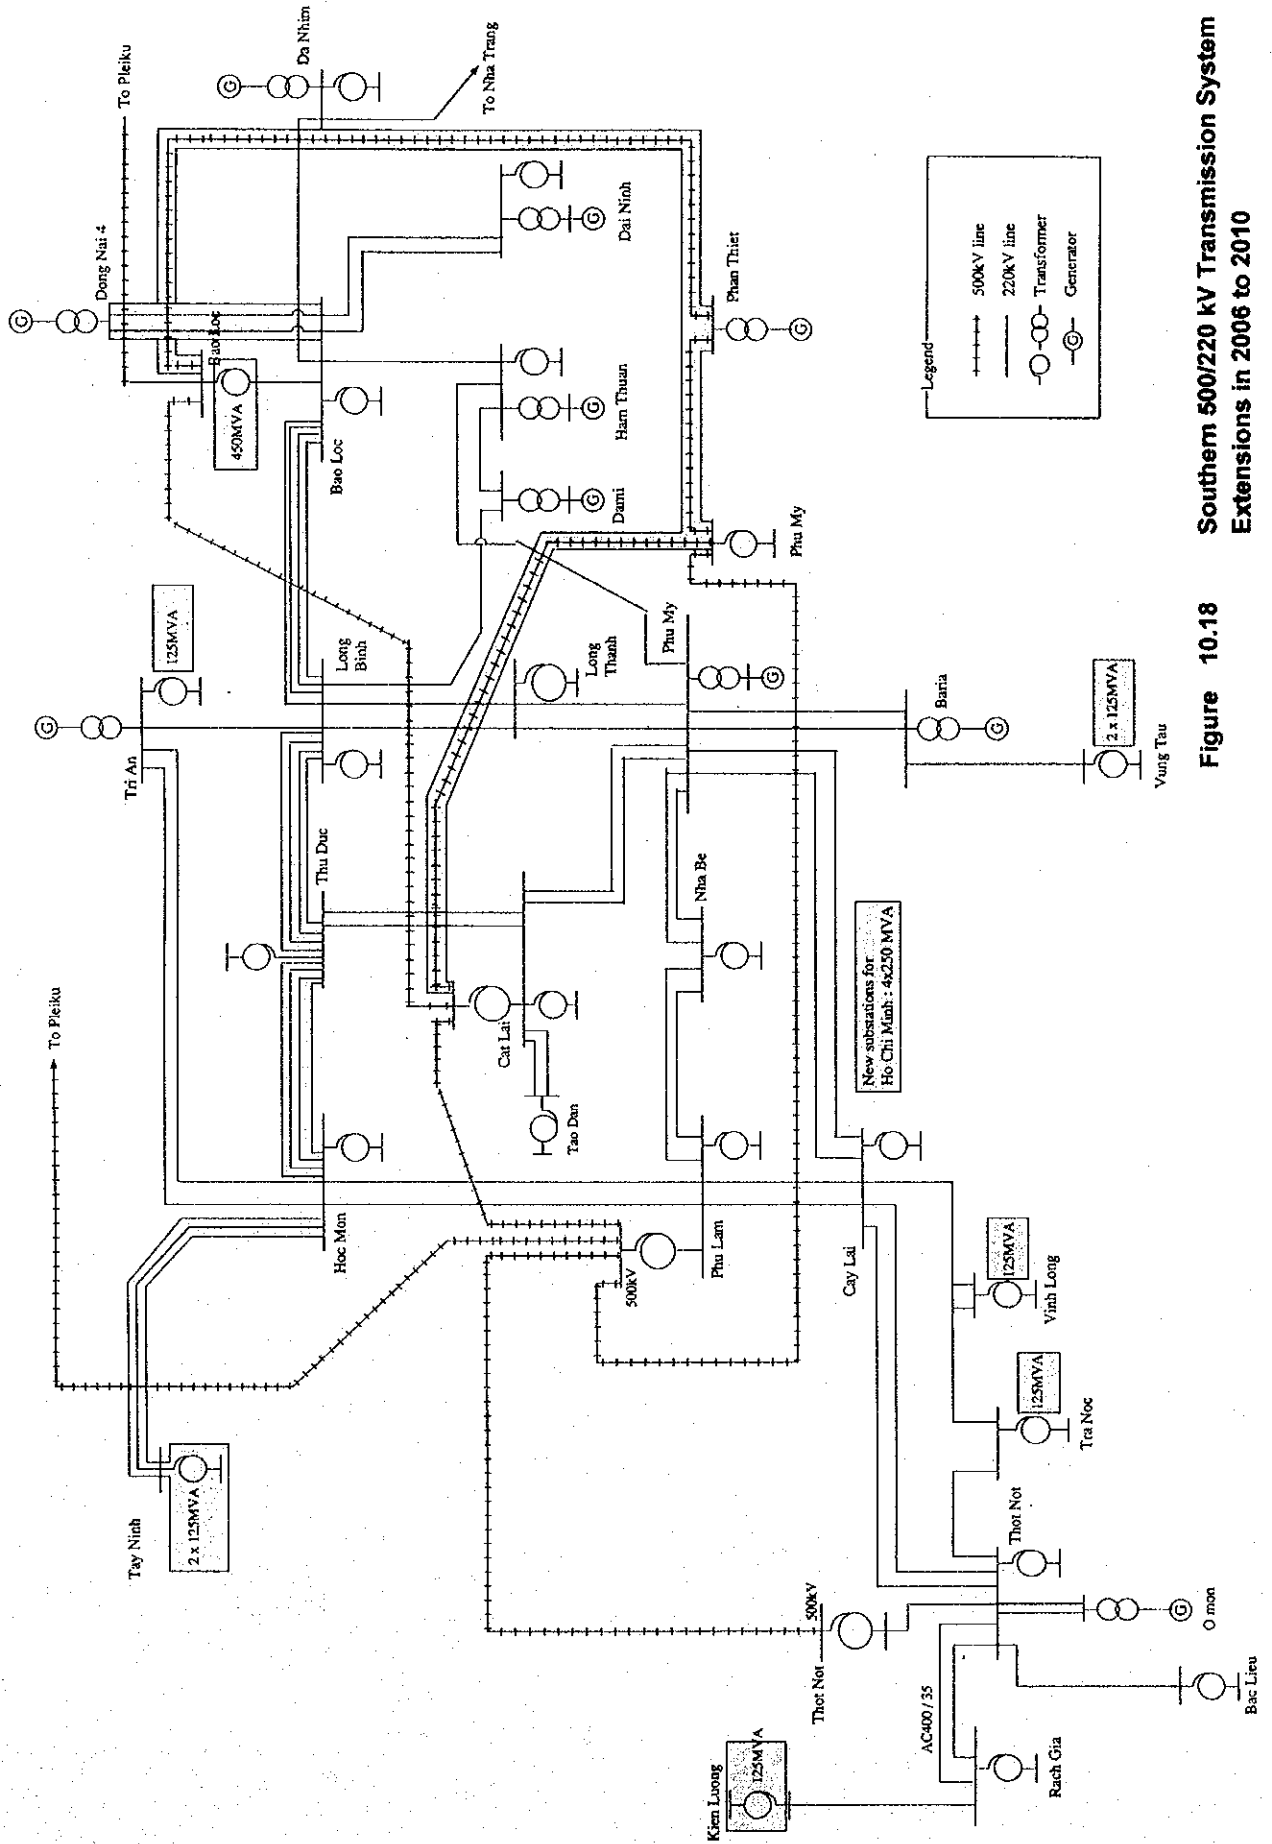 To Pleiku
Tay Ninh
2 x 125MVA
Hoc Mon
Tri An
125MVA
Thu Duc
Long
Binh
Dong Nai 4
To Pleiku
Bao Loc
450MVA
Bao Loc
Da Nhim
To Nha Trang
Dai Ninh
Ham Thuan
Dami
Cat Lai
Tao Dan
Long
Thanh
Phu My
Phu My
Phan Thiet
500kV
Phu Lam
Nha Be
Baria
2 x 125MVA
Vung Tau
Cay Lai
New substations for
Ho Chi Minh : 4x250 MVA
Thot Not
500kV
Kien Luong
125MVA
AC400 / 35
Rach Gia
Bac Lieu
O mon
Thot Not
125MVA
Tra Noc
125MVA
Vinh Long
G
G
G
G
G
G
G
G
G
G
Legend
500kV line
220kV line
Transformer
G Generator
Figure 10.18 Southern 500/220 kV Transmission System
Extensions in 2006 to 2010